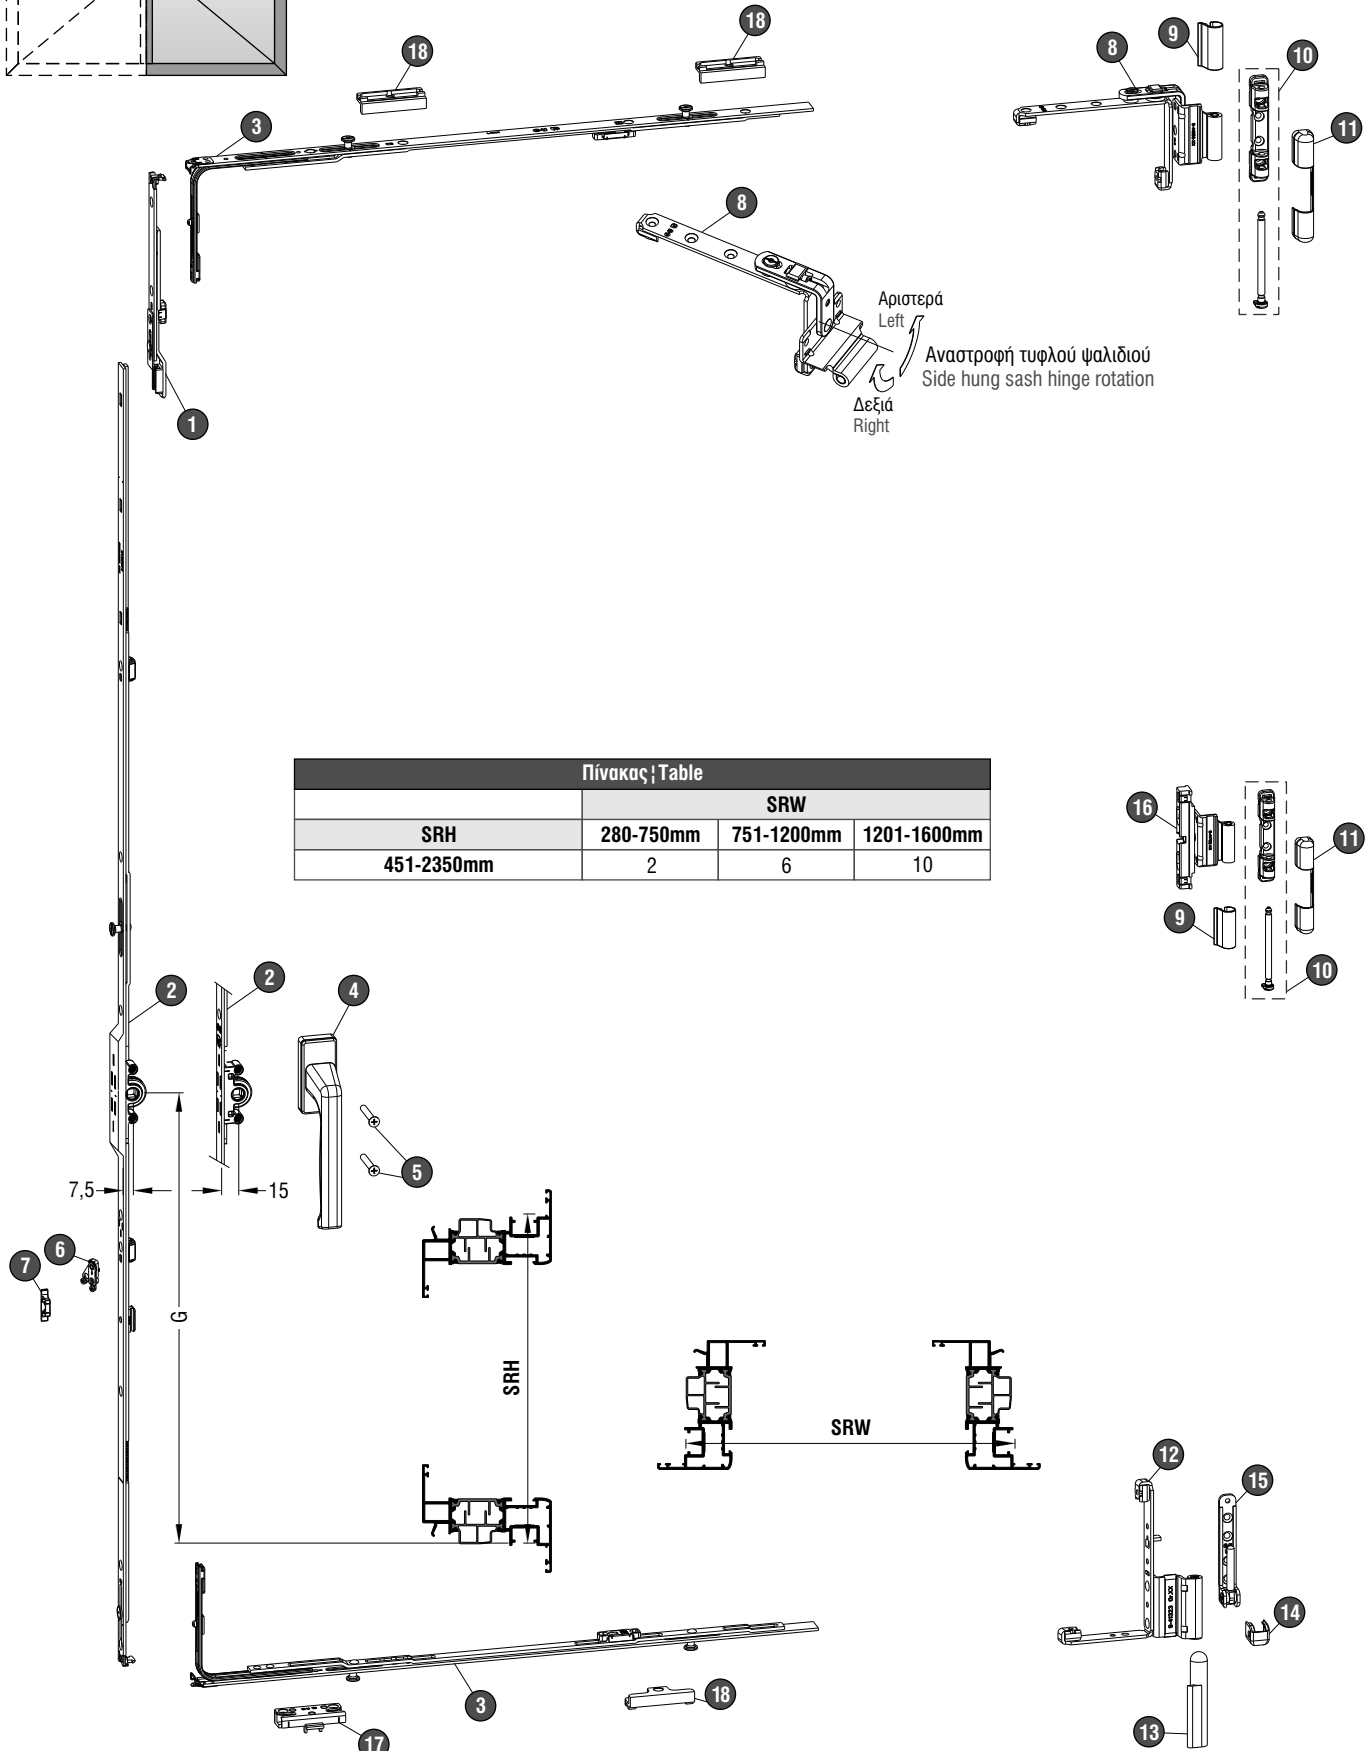 18
18
9
8
10
3
11
8
Αριστερά
Left
Αναστροφή τυφλού ψαλιδιού
Side hung sash hinge rotation
Δεξιά
Right
1
Πίνακας¦Table
SRW
SRH 280-750mm 751-1200mm 1201-1600mm
451-2350mm 2 6 10
16
11
9
10
2
2
4
5
7,5
15
6
7
G
SRH
SRW
12
15
14
3
18
17
13